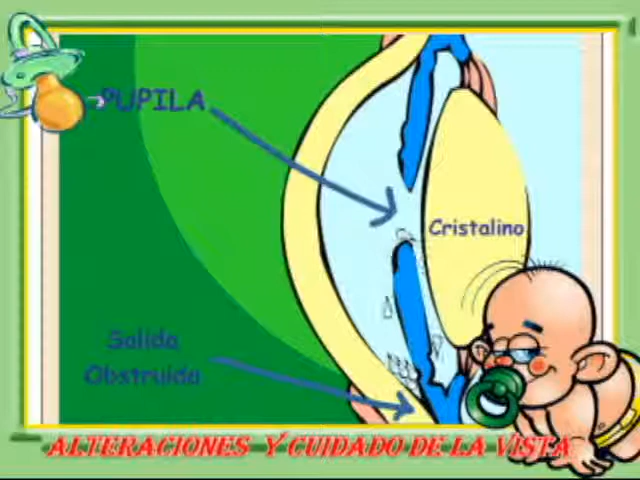 PUPILA
Cristalino
Salida
Obstruida
ALTERACIONES Y CUIDADO DE LA VISTA